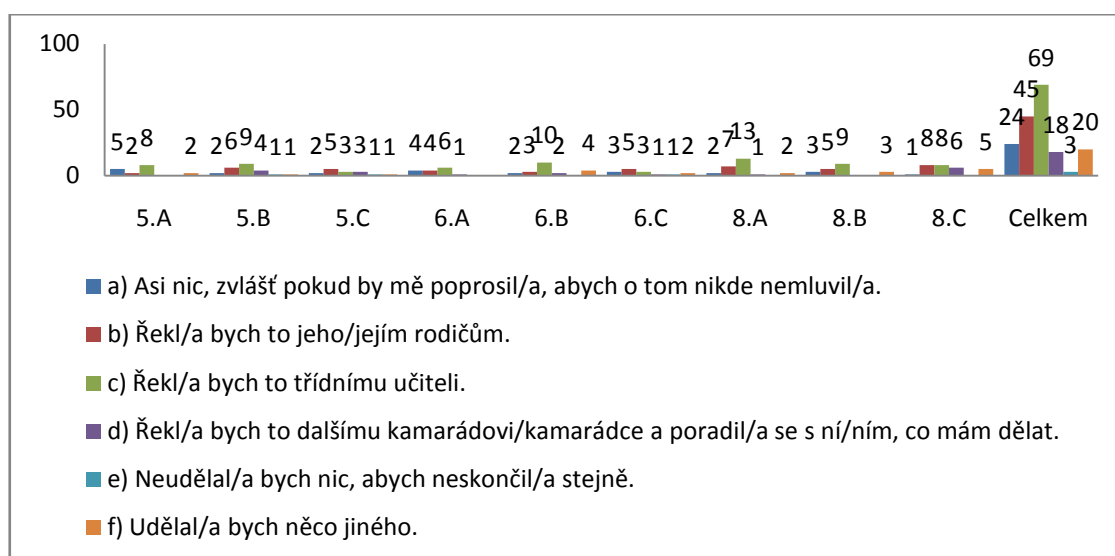 100
50
0
5 2 8 2
2 6 9 4 1 1
2 5 3 3 1 1
4 4 6 1
2 3 10 2 4
3 5 3 1 1 2
2 7 13 1 2
3 5 9 3
1 8 8 6 5
24 45 69 18 3 20
5.A 5.B 5.C 6.A 6.B 6.C 8.A 8.B 8.C Celkem
a) Asi nic, zvlášť pokud by mě poprosil/a, abych o tom nikde nemluvil/a.
b) Řekl/a bych to jeho/jejím rodičům.
c) Řekl/a bych to třídnímu učiteli.
d) Řekl/a bych to dalšímu kamarádovi/kamarádce a poradil/a se s ní/ním, co mám dělat.
e) Neudělal/a bych nic, abych neskončil/a stejně.
f) Udělal/a bych něco jiného.